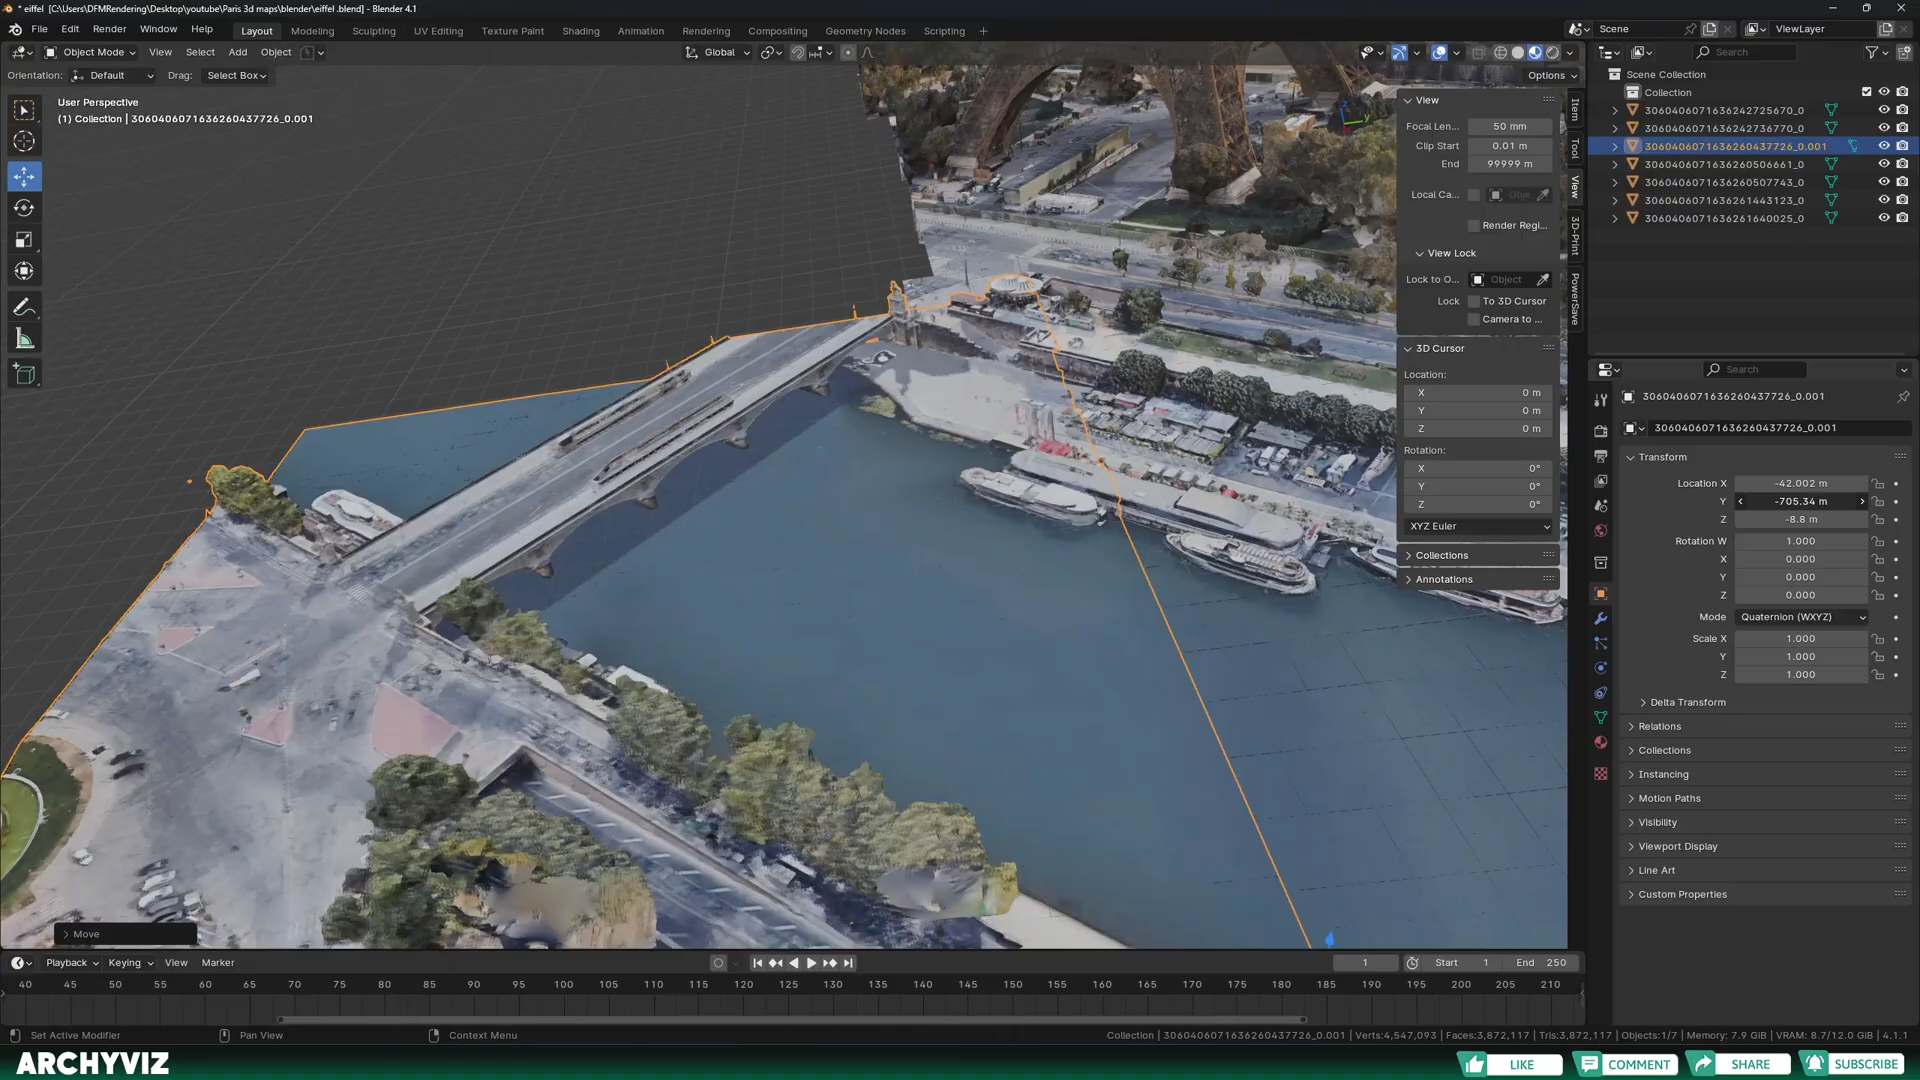 * eiffel [C:\Users\DFMRendering\Desktop\youtube\Paris 3d maps\blender\eiffel .blend] - Blender 4.1
File Edit Render Window Help Layout Modeling Sculpting UV Editing Texture Paint Shading Animation Rendering Compositing Geometry Nodes Scripting + Scene ViewLayer
Object Mode View Select Add Object Global Search
Orientation: Default Drag: Select Box Options
User Perspective
(1) Collection | 3060406071636260437726_0.001
View
Focal Len... 50 mm
Clip Start 0.01 m
End 99999 m
Local Ca... Obje
Render Regi...
View Lock
Lock to O... Object
Lock To 3D Cursor
Camera to ...
3D Cursor
Location:
X 0 m
Y 0 m
Z 0 m
Rotation:
X 0°
Y 0°
Z 0°
XYZ Euler
Collections
Annotations
Item
Tool
View
3D-Print
PowerSave
Scene Collection
Collection
3060406071636242725670_0
3060406071636242736770_0
3060406071636260437726_0.001
3060406071636260506661_0
3060406071636260507743_0
3060406071636261443123_0
3060406071636261640025_0
Search
3060406071636260437726_0.001
3060406071636260437726_0.001
Transform
Location X -42.002 m
Y -705.34 m
Z -8.8 m
Rotation W 1.000
X 0.000
Y 0.000
Z 0.000
Mode Quaternion (WXYZ)
Scale X 1.000
Y 1.000
Z 1.000
Delta Transform
Relations
Collections
Instancing
Motion Paths
Visibility
Viewport Display
Line Art
Custom Properties
Move
Playback Keying View Marker 1 Start 1 End 250
40 45 50 55 60 65 70 75 80 85 90 95 100 105 110 115 120 125 130 135 140 145 150 155 160 165 170 175 180 185 190 195 200 205 210
Set Active Modifier Pan View Context Menu Collection | 3060406071636260437726_0.001 | Verts:4,547,093 | Faces:3,872,117 | Tris:3,872,117 | Objects:1/7 | Memory: 7.9 GiB | VRAM: 8.7/12.0 GiB | 4.1.1
ARCHYVIZ LIKE COMMENT SHARE SUBSCRIBE